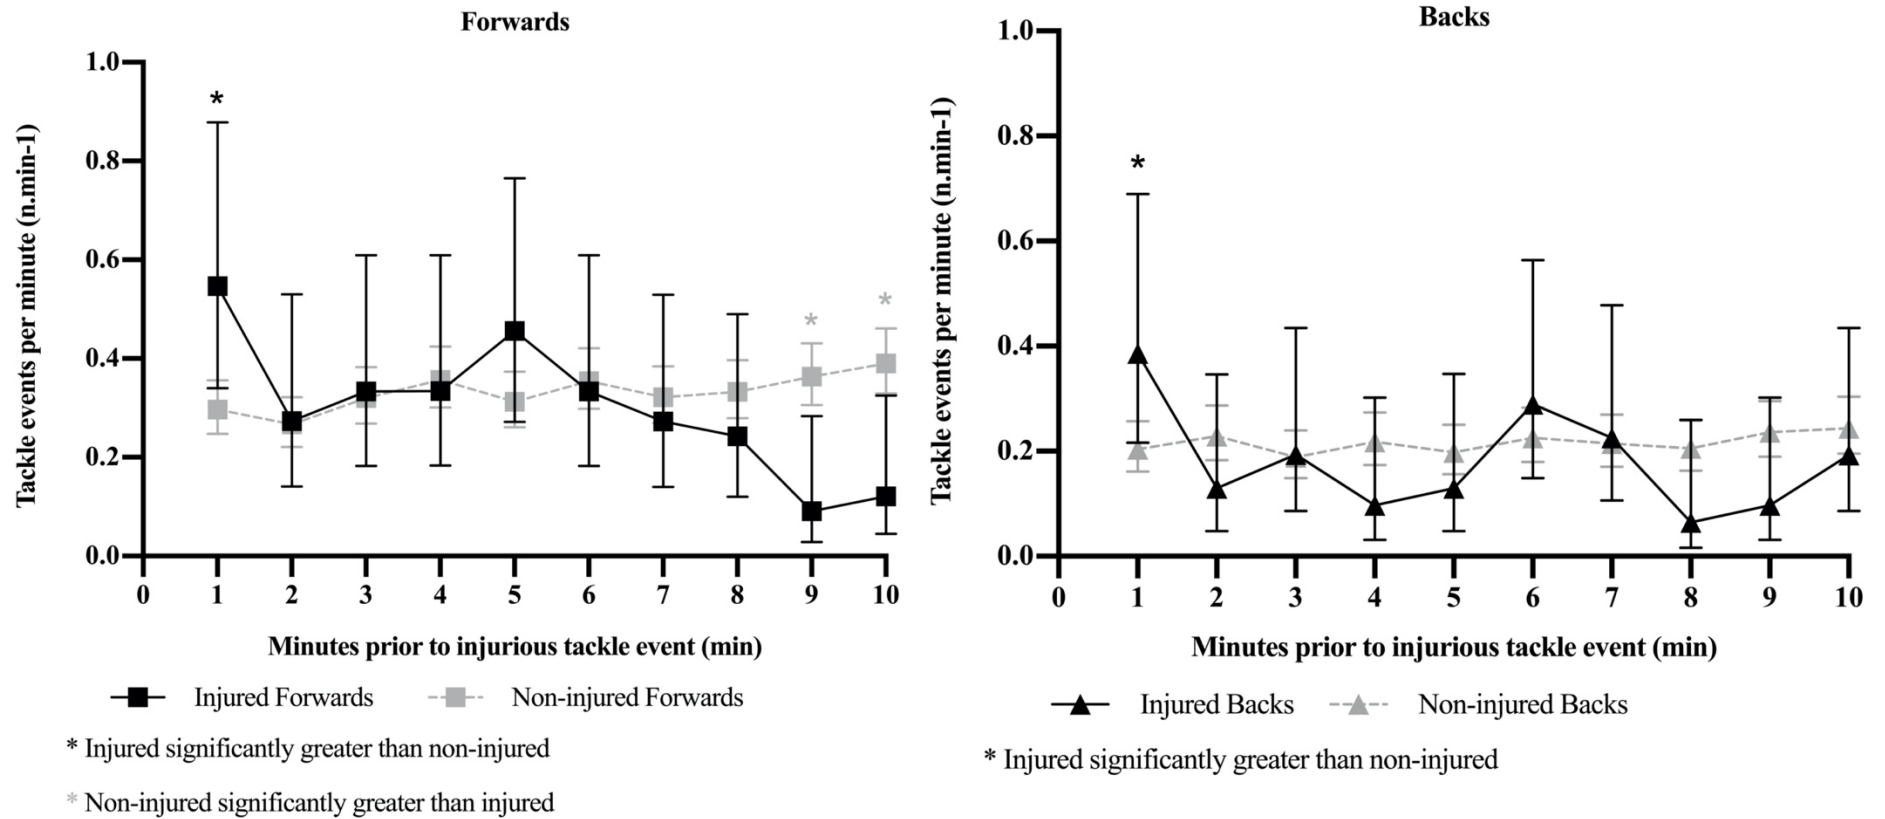 Forwards
Tackle events per minute (n.min-1)
1.0
0.8
0.6
0.4
0.2
0.0
*
*
*
0 1 2 3 4 5 6 7 8 9 10
Minutes prior to injurious tackle event (min)
Injured Forwards Non-injured Forwards
* Injured significantly greater than non-injured
* Non-injured significantly greater than injured
Backs
Tackle events per minute (n.min-1)
1.0
0.8
0.6
0.4
0.2
0.0
*
0 1 2 3 4 5 6 7 8 9 10
Minutes prior to injurious tackle event (min)
Injured Backs Non-injured Backs
* Injured significantly greater than non-injured